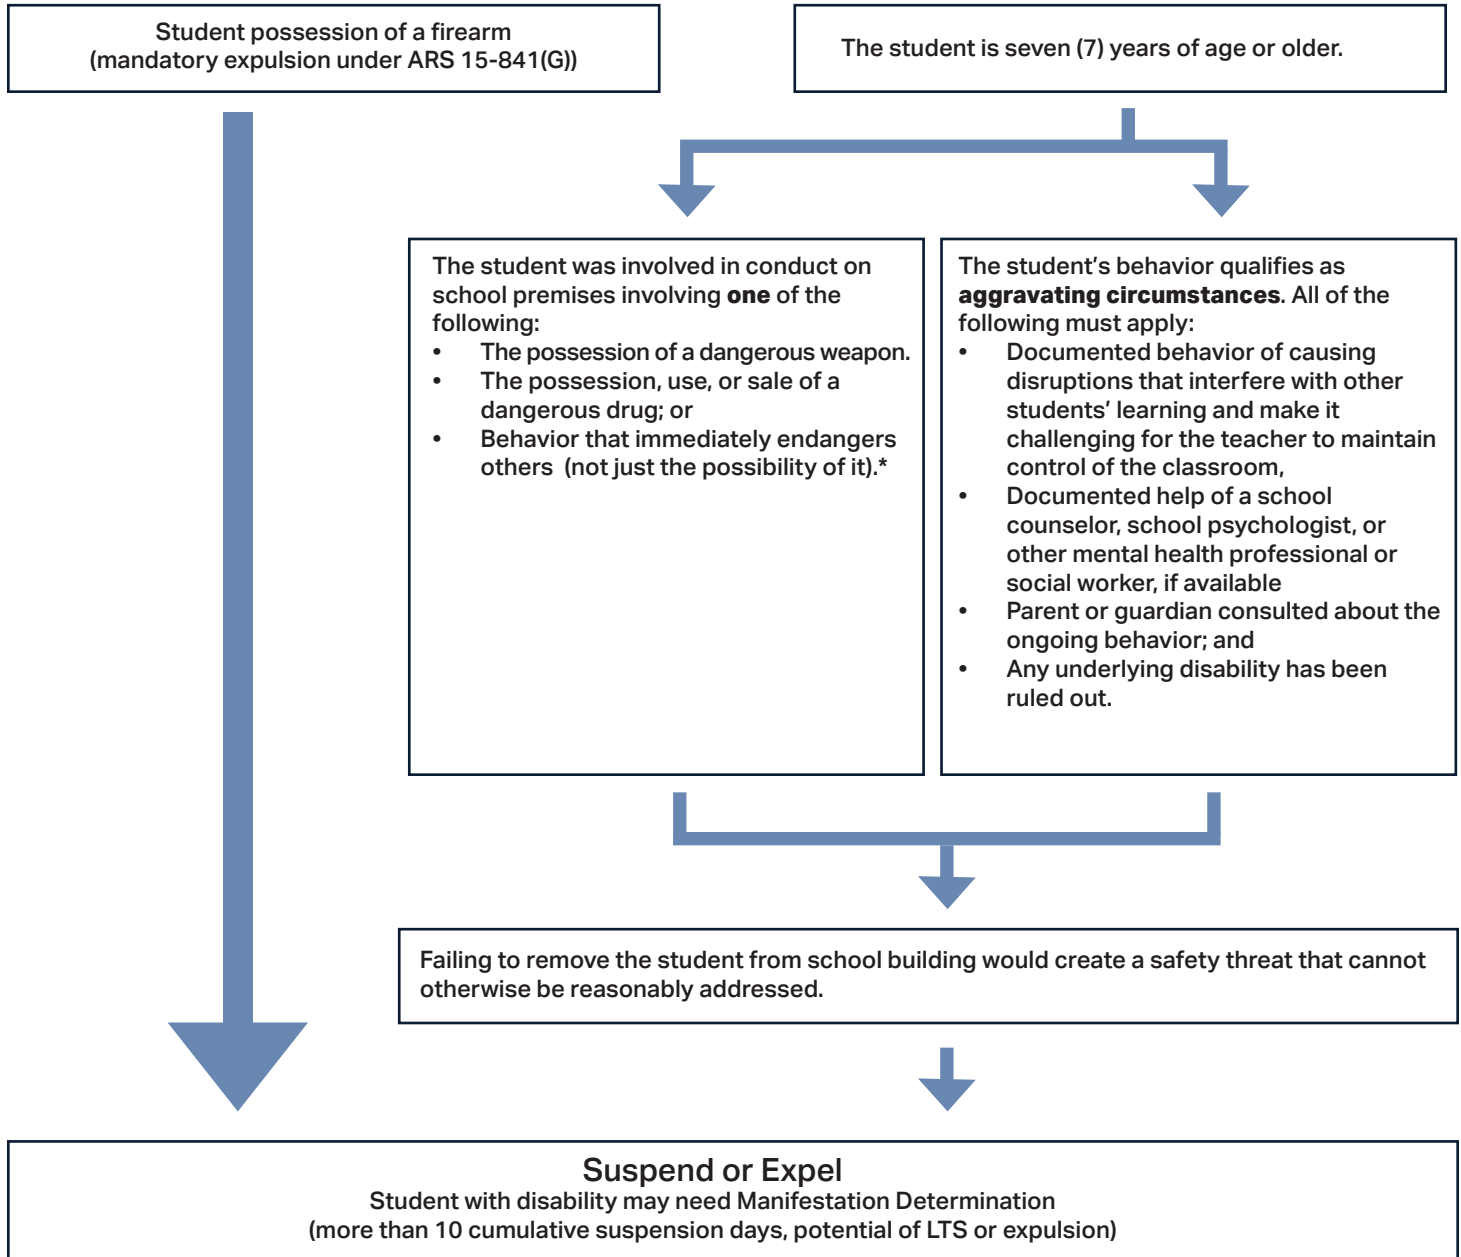 Student possession of a firearm
(mandatory expulsion under ARS 15-841(G))
The student is seven (7) years of age or older.
The student was involved in conduct on
school premises involving one of the
following:
• The possession of a dangerous weapon.
• The possession, use, or sale of a
dangerous drug; or
• Behavior that immediately endangers
others (not just the possibility of it).*
The student’s behavior qualifies as
aggravating circumstances. All of the
following must apply:
• Documented behavior of causing
disruptions that interfere with other
students’ learning and make it
challenging for the teacher to maintain
control of the classroom,
• Documented help of a school
counselor, school psychologist, or
other mental health professional or
social worker, if available
• Parent or guardian consulted about the
ongoing behavior; and
• Any underlying disability has been
ruled out.
Failing to remove the student from school building would create a safety threat that cannot
otherwise be reasonably addressed.
Suspend or Expel
Student with disability may need Manifestation Determination
(more than 10 cumulative suspension days, potential of LTS or expulsion)